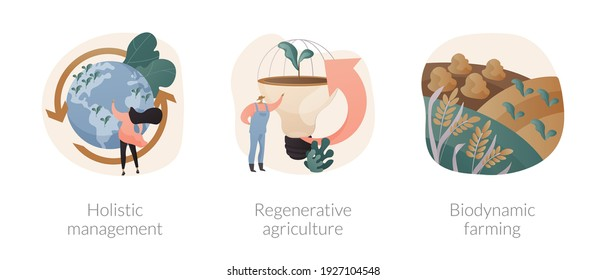 Holistic
management
Regenerative
agriculture
Biodynamic
farming
shutterstock.com · 1927104548